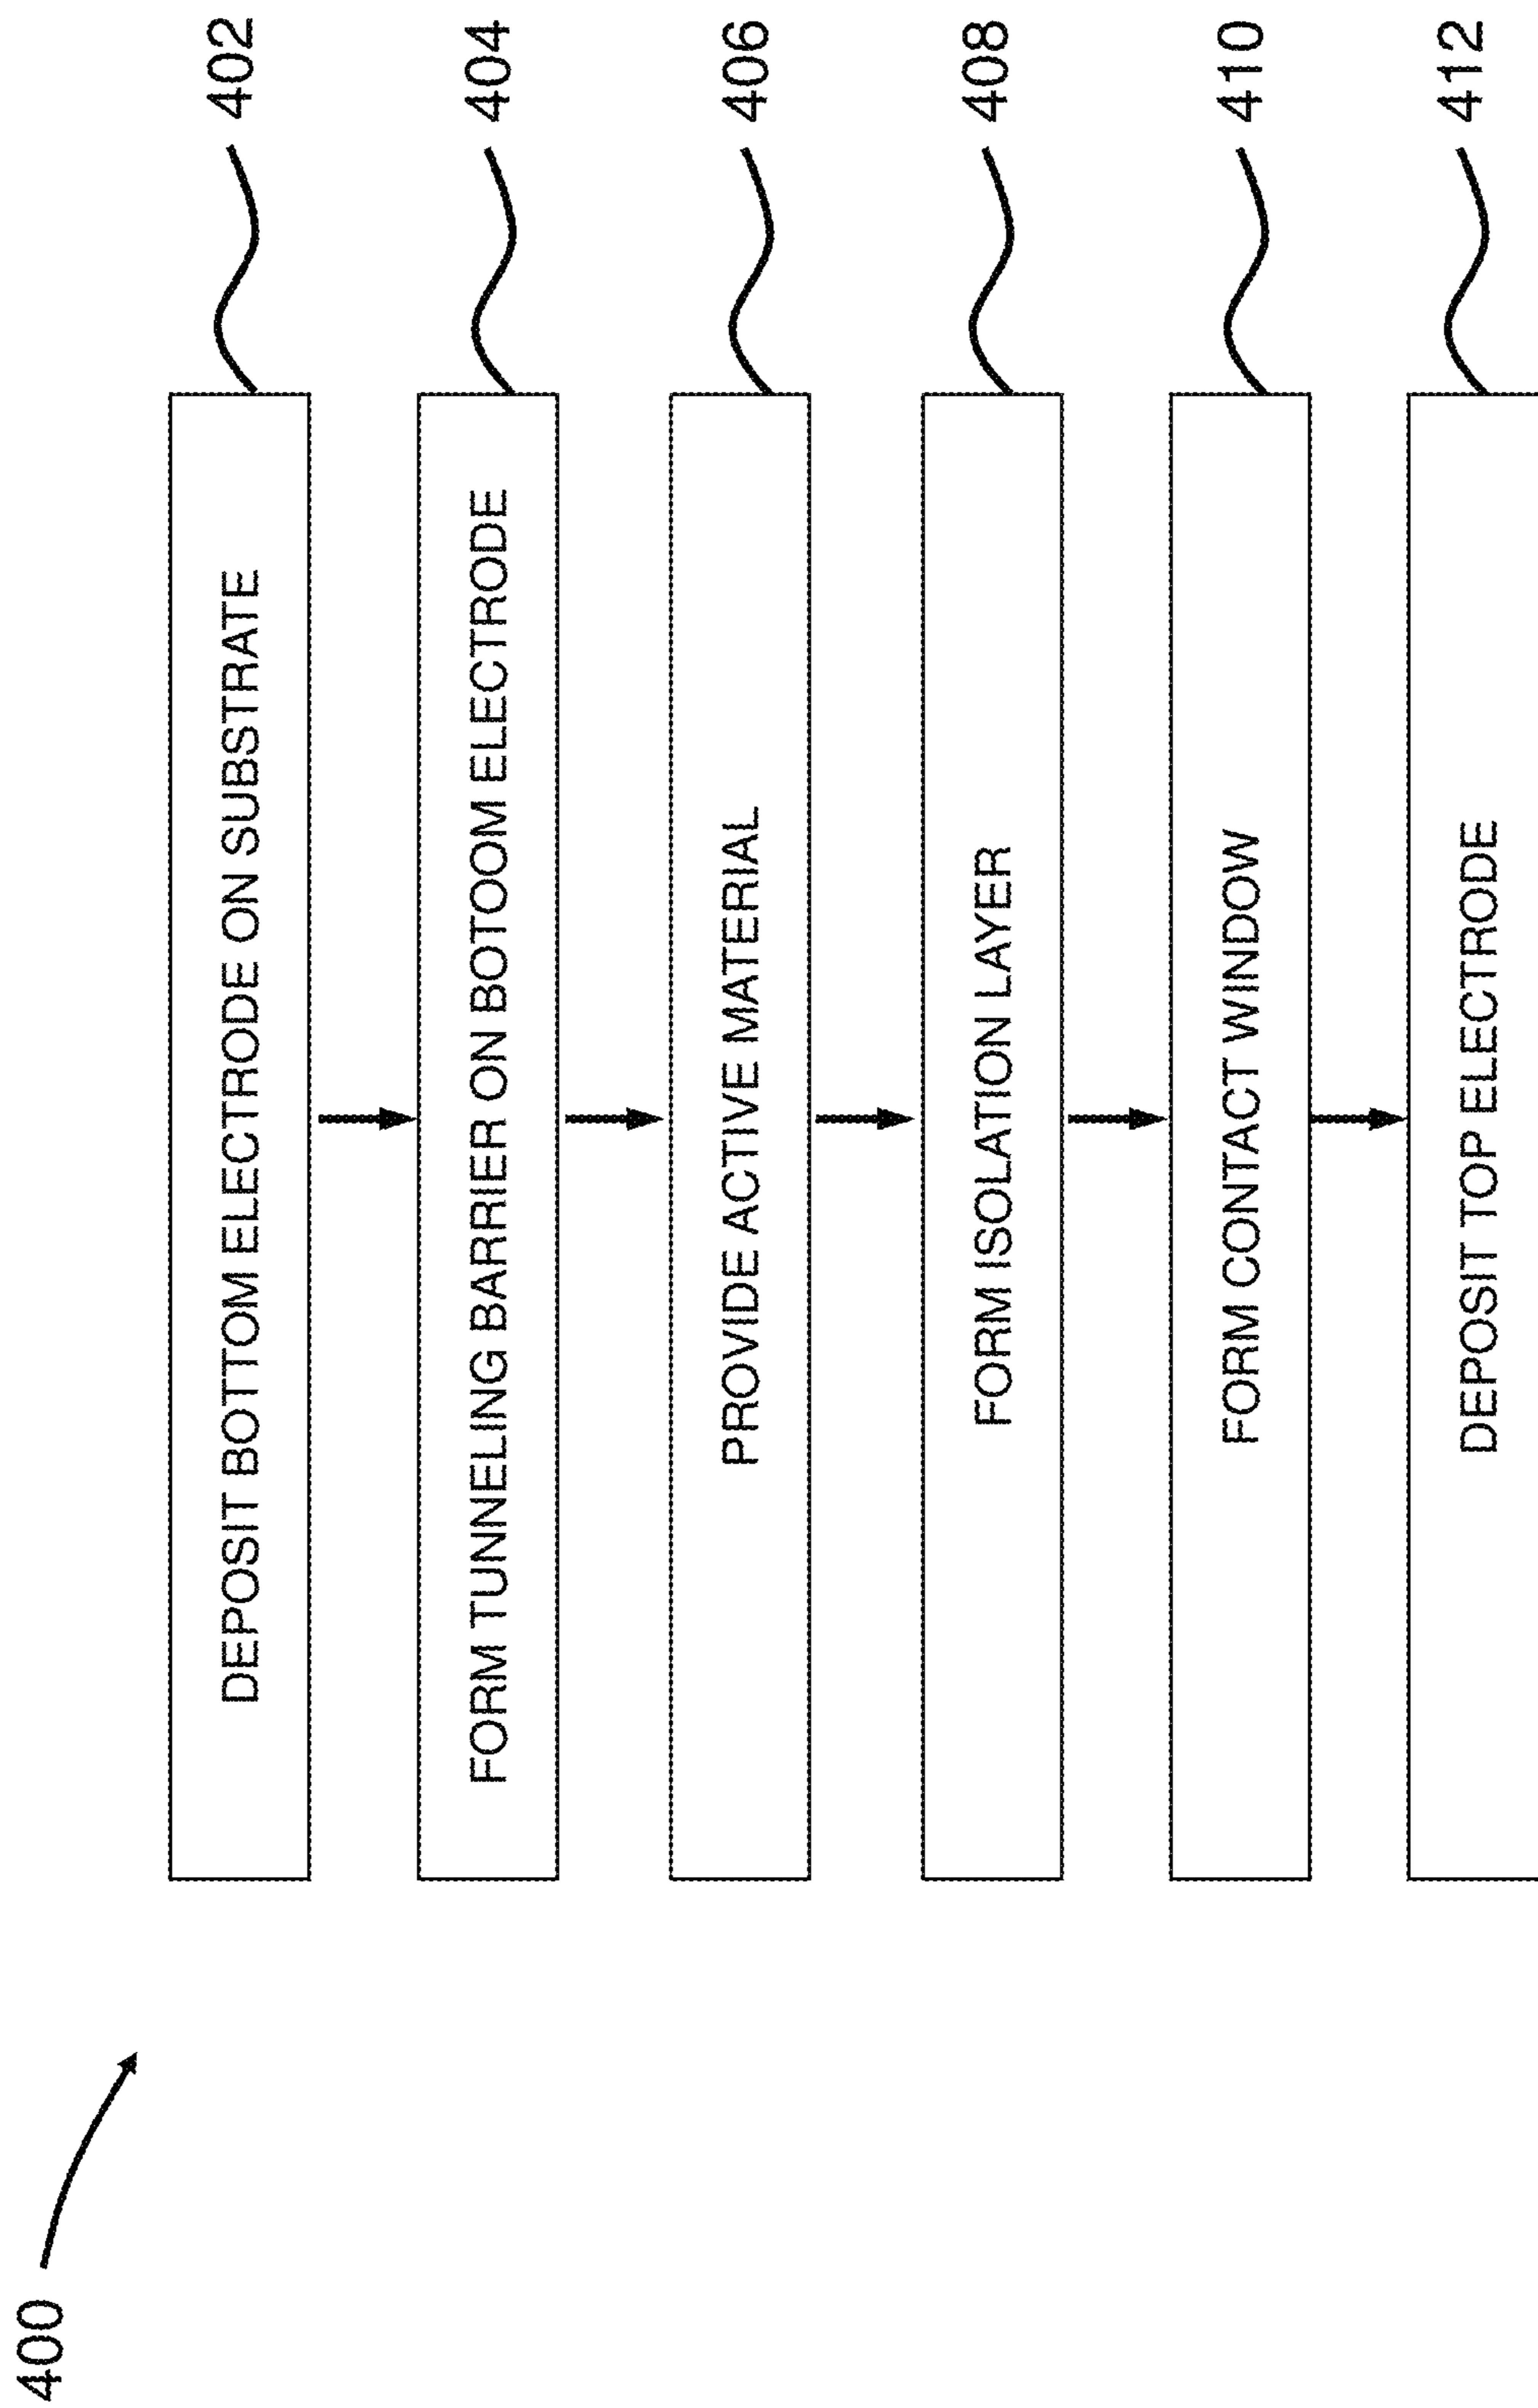 400
DEPOSIT BOTTOM ELECTRODE ON SUBSTRATE
402
FORM TUNNELING BARRIER ON BOTOOM ELECTRODE
404
PROVIDE ACTIVE MATERIAL
406
FORM ISOLATION LAYER
408
FORM CONTACT WINDOW
410
DEPOSIT TOP ELECTRODE
412